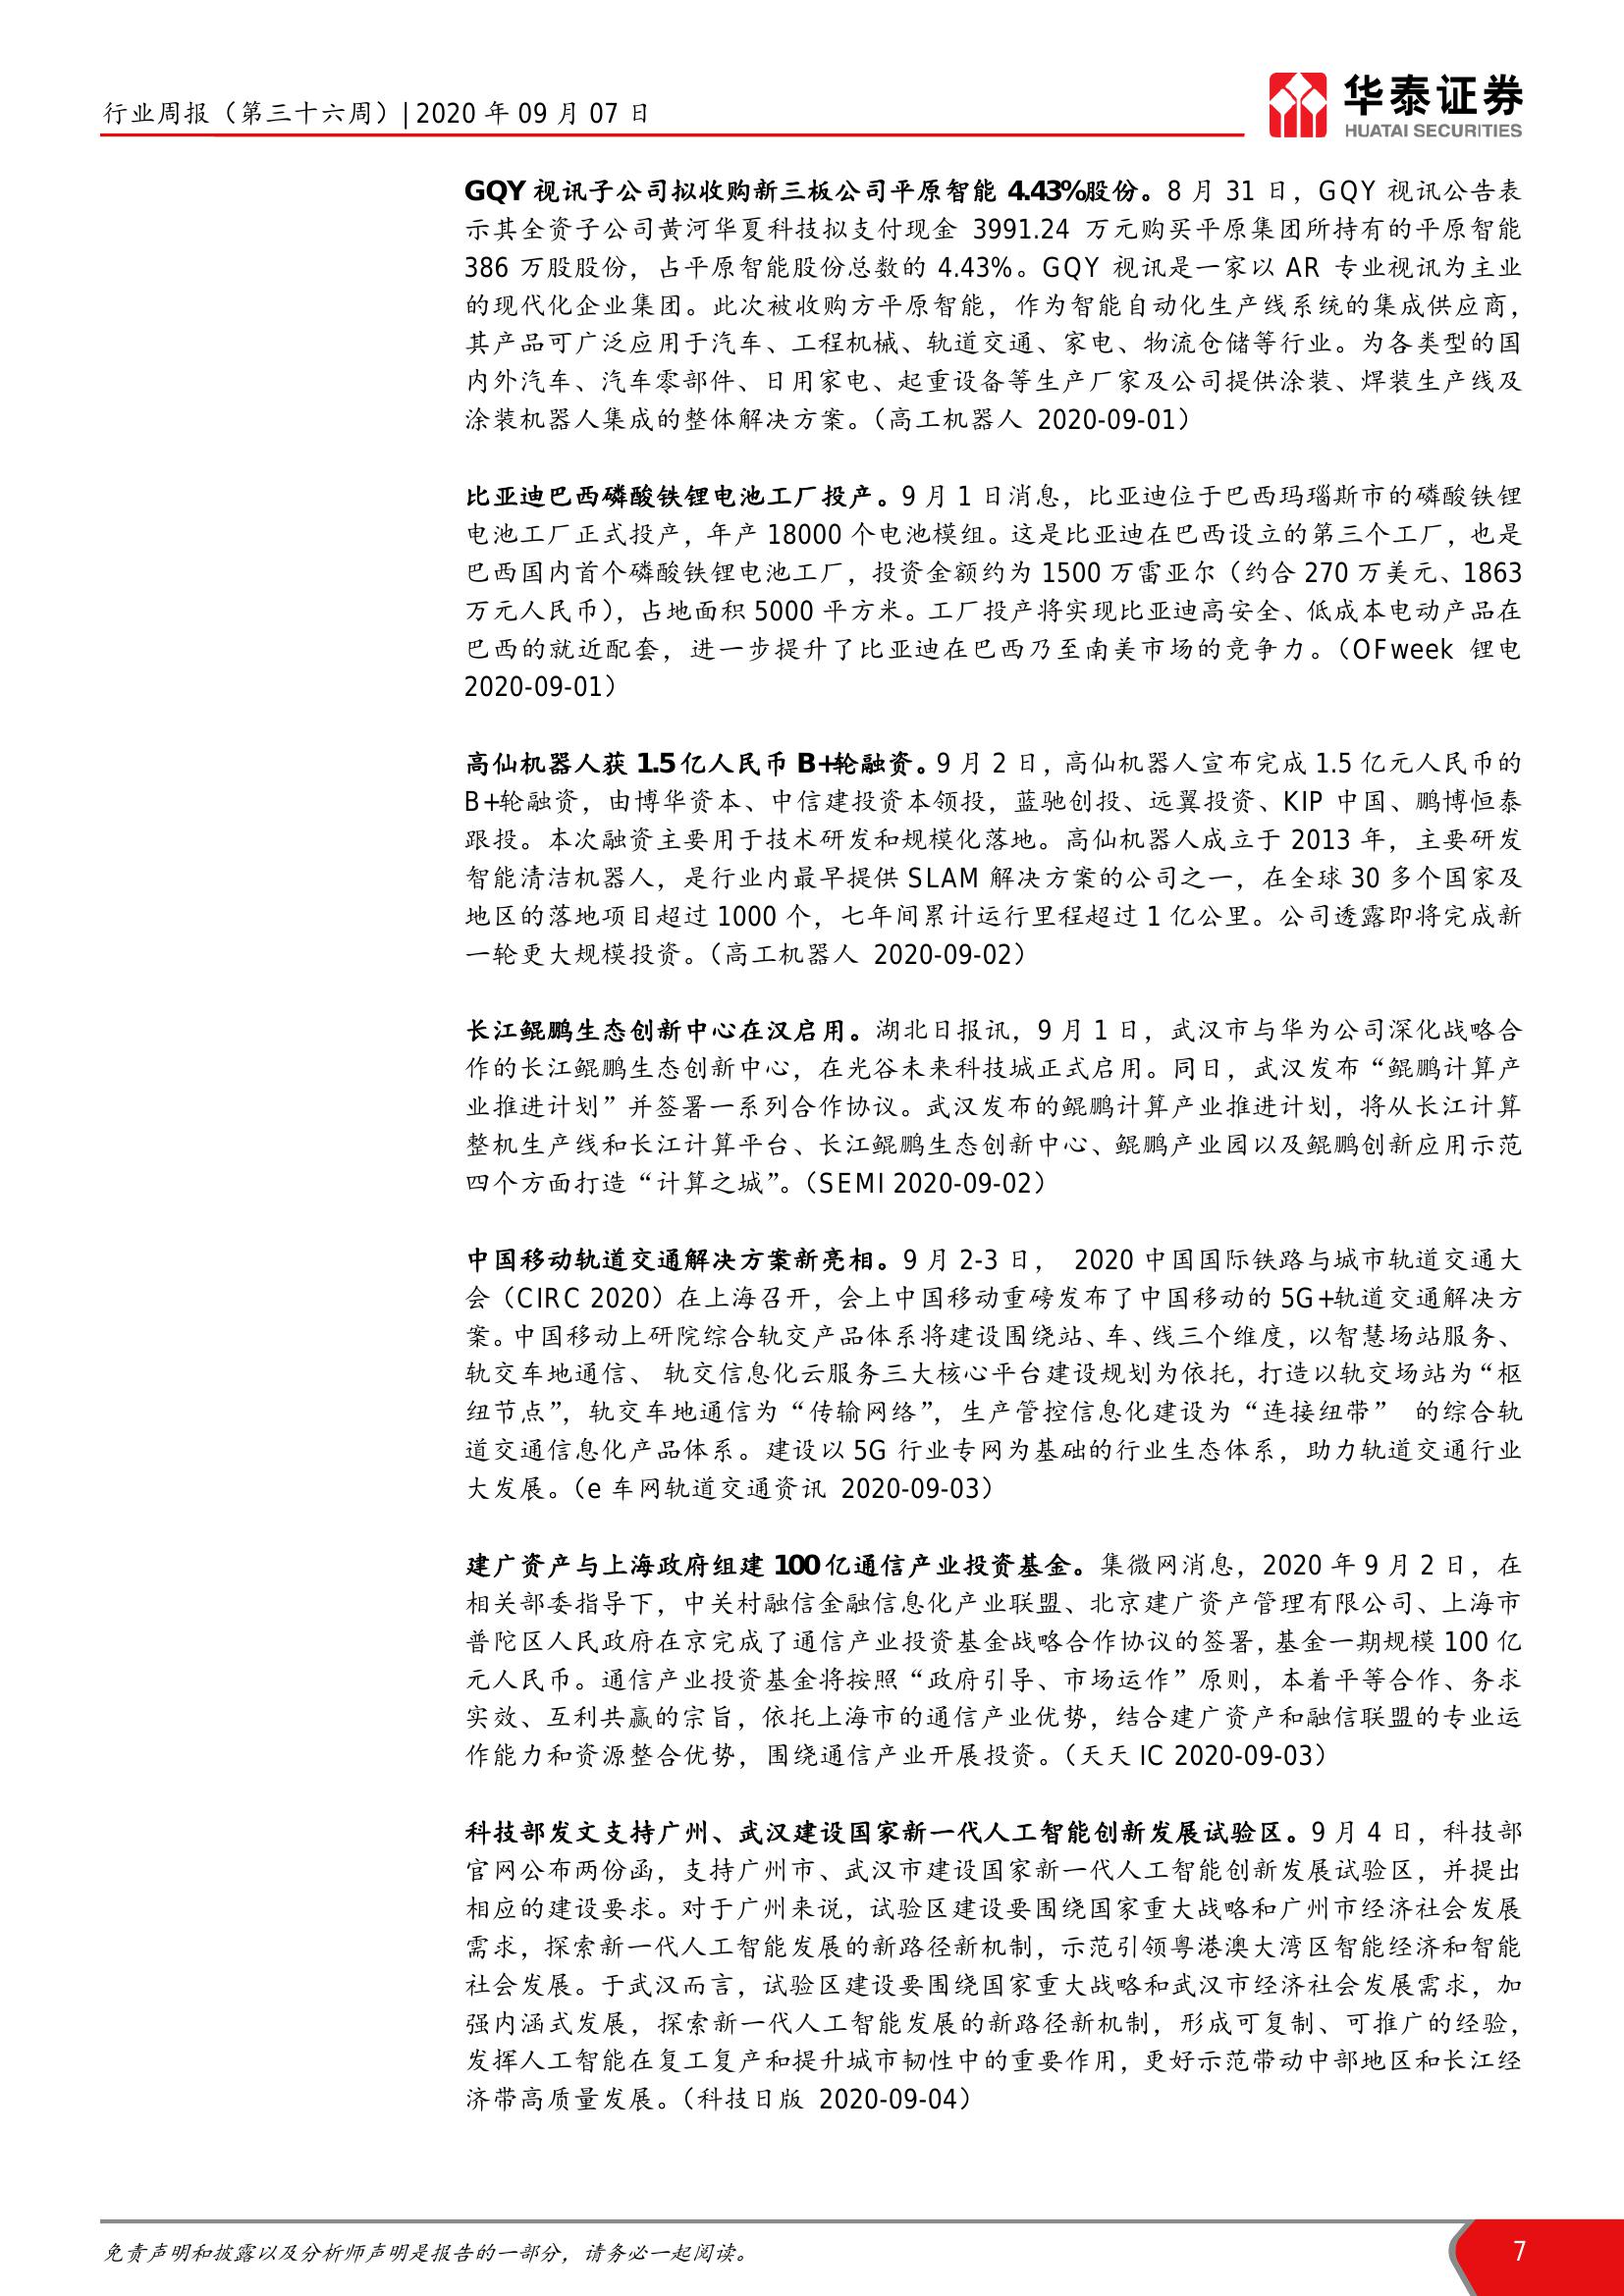 行业周报（第三十六周）|2020 年 09 月 07 日
华泰证券
HUATAI SECURITIES
GQY 视讯子公司拟收购新三板公司平原智能 4.43%股份。8 月 31 日，GQY 视讯公告表
示其全资子公司黄河华夏科技拟支付现金 3991.24 万元购买平原集团所持有的平原智能
386 万股股份，占平原智能股份总数的 4.43%。GQY 视讯是一家以 AR 专业视讯为主业
的现代化企业集团。此次被收购方平原智能，作为智能自动化生产线系统的集成供应商，
其产品可广泛应用于汽车、工程机械、轨道交通、家电、物流仓储等行业。为各类型的国
内外汽车、汽车零部件、日用家电、起重设备等生产厂家及公司提供涂装、焊装生产线及
涂装机器人集成的整体解决方案。（高工机器人 2020-09-01）
比亚迪巴西磷酸铁锂电池工厂投产。9 月 1 日消息，比亚迪位于巴西玛瑙斯市的磷酸铁锂
电池工厂正式投产，年产 18000 个电池模组。这是比亚迪在巴西设立的第三个工厂，也是
巴西国内首个磷酸铁锂电池工厂，投资金额约为 1500 万雷亚尔（约合 270 万美元、1863
万元人民币），占地面积 5000 平方米。工厂投产将实现比亚迪高安全、低成本电动产品在
巴西的就近配套，进一步提升了比亚迪在巴西乃至南美市场的竞争力。（OFweek 锂电
2020-09-01）
高仙机器人获 1.5 亿人民币 B+轮融资。9 月 2 日，高仙机器人宣布完成 1.5 亿元人民币的
B+轮融资，由博华资本、中信建投资本领投，蓝驰创投、远翼投资、KIP 中国、鹏博恒泰
跟投。本次融资主要用于技术研发和规模化落地。高仙机器人成立于 2013 年，主要研发
智能清洁机器人，是行业内最早提供 SLAM 解决方案的公司之一，在全球 30 多个国家及
地区的落地项目超过 1000 个，七年间累计运行里程超过 1 亿公里。公司透露即将完成新
一轮更大规模投资。（高工机器人 2020-09-02）
长江鲲鹏生态创新中心在汉启用。湖北日报讯，9 月 1 日，武汉市与华为公司深化战略合
作的长江鲲鹏生态创新中心，在光谷未来科技城正式启用。同日，武汉发布“鲲鹏计算产
业推进计划”并签署一系列合作协议。武汉发布的鲲鹏计算产业推进计划，将从长江计算
整机生产线和长江计算平台、长江鲲鹏生态创新中心、鲲鹏产业园以及鲲鹏创新应用示范
四个方面打造“计算之城”。（SEMI 2020-09-02）
中国移动轨道交通解决方案新亮相。9 月 2-3 日， 2020 中国国际铁路与城市轨道交通大
会（CIRC 2020）在上海召开，会上中国移动重磅发布了中国移动的 5G+轨道交通解决方
案。中国移动上研院综合轨交产品体系将建设围绕站、车、线三个维度，以智慧场站服务、
轨交车地通信、 轨交信息化云服务三大核心平台建设规划为依托，打造以轨交场站为“枢
纽节点”，轨交车地通信为“传输网络”，生产管控信息化建设为“连接纽带” 的综合轨
道交通信息化产品体系。建设以 5G 行业专网为基础的行业生态体系，助力轨道交通行业
大发展。（e 车网轨道交通资讯 2020-09-03）
建广资产与上海政府组建 100 亿通信产业投资基金。集微网消息，2020 年 9 月 2 日，在
相关部委指导下，中关村融信金融信息化产业联盟、北京建广资产管理有限公司、上海市
普陀区人民政府在京完成了通信产业投资基金战略合作协议的签署，基金一期规模 100 亿
元人民币。通信产业投资基金将按照“政府引导、市场运作”原则，本着平等合作、务求
实效、互利共赢的宗旨，依托上海市的通信产业优势，结合建广资产和融信联盟的专业运
作能力和资源整合优势，围绕通信产业开展投资。（天天 IC 2020-09-03）
科技部发文支持广州、武汉建设国家新一代人工智能创新发展试验区。9 月 4 日，科技部
官网公布两份函，支持广州市、武汉市建设国家新一代人工智能创新发展试验区，并提出
相应的建设要求。对于广州来说，试验区建设要围绕国家重大战略和广州市经济社会发展
需求，探索新一代人工智能发展的新路径新机制，示范引领粤港澳大湾区智能经济和智能
社会发展。于武汉而言，试验区建设要围绕国家重大战略和武汉市经济社会发展需求，加
强内涵式发展，探索新一代人工智能发展的新路径新机制，形成可复制、可推广的经验，
发挥人工智能在复工复产和提升城市韧性中的重要作用，更好示范带动中部地区和长江经
济带高质量发展。（科技日版 2020-09-04）
免责声明和披露以及分析师声明是报告的一部分，请务必一起阅读。
7